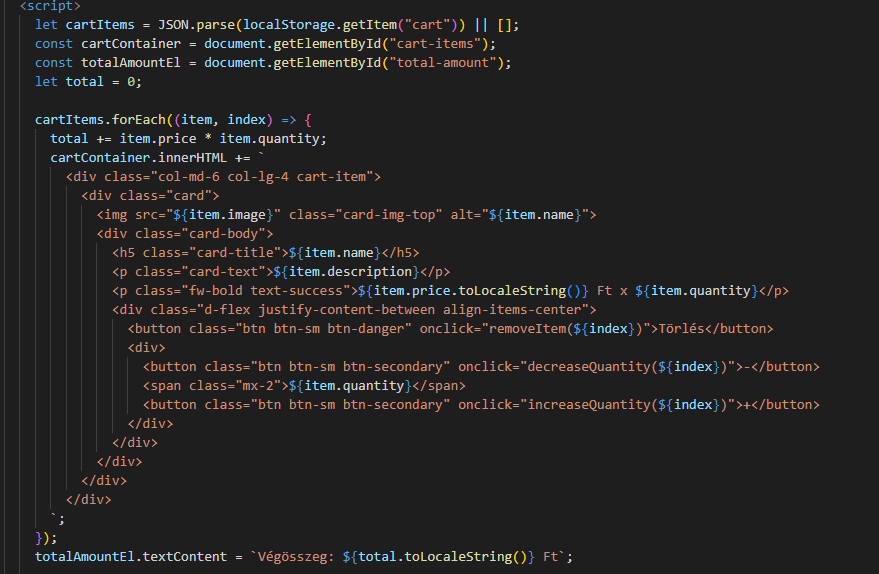 <script>
let cartItems = JSON.parse(localStorage.getItem("cart")) || [];
const cartContainer = document.getElementById("cart-items");
const totalAmountEl = document.getElementById("total-amount");
let total = 0;

cartItems.forEach((item, index) => {
  total += item.price * item.quantity;
  cartContainer.innerHTML += `
    <div class="col-md-6 col-lg-4 cart-item">
      <div class="card">
        <img src="${item.image}" class="card-img-top" alt="${item.name}">
        <div class="card-body">
          <h5 class="card-title">${item.name}</h5>
          <p class="card-text">${item.description}</p>
          <p class="fw-bold text-success">${item.price.toLocaleString()} Ft x ${item.quantity}</p>
          <div class="d-flex justify-content-between align-items-center">
            <button class="btn btn-sm btn-danger" onclick="removeItem(${index})">Törlés</button>
            <div>
              <button class="btn btn-sm btn-secondary" onclick="decreaseQuantity(${index})">-</button>
              <span class="mx-2">${item.quantity}</span>
              <button class="btn btn-sm btn-secondary" onclick="increaseQuantity(${index})">+</button>
            </div>
          </div>
        </div>
      </div>
    </div>
  `;
});
totalAmountEl.textContent = `Végösszeg: ${total.toLocaleString()} Ft`;